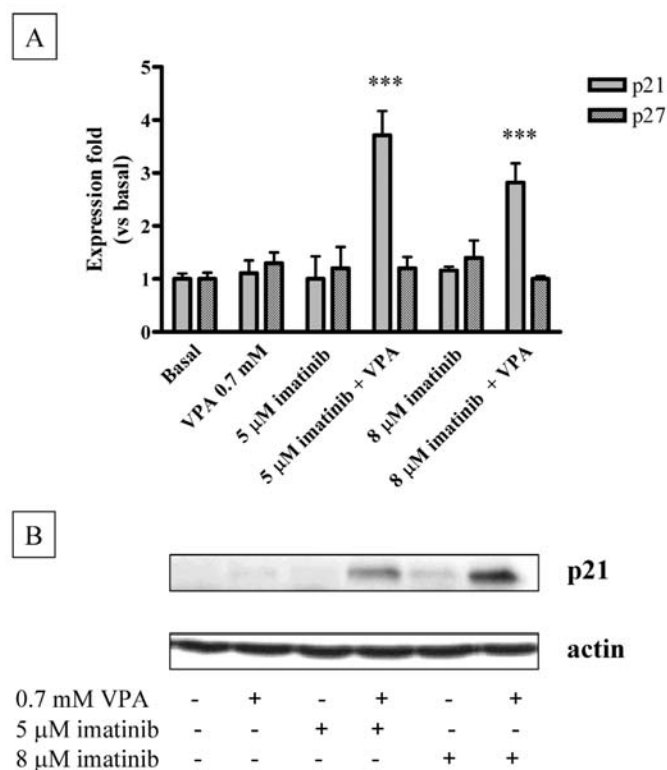 A
5
4
3
2
1
0
Expression fold
(vs basal)
***
***
p21
p27
Basal
VPA 0.7 mM
5 μM imatinib
5 μM imatinib + VPA
8 μM imatinib
8 μM imatinib + VPA
B
p21
actin
0.7 mM VPA - + - + - +
5 μM imatinib - - + + - -
8 μM imatinib - - - - + +